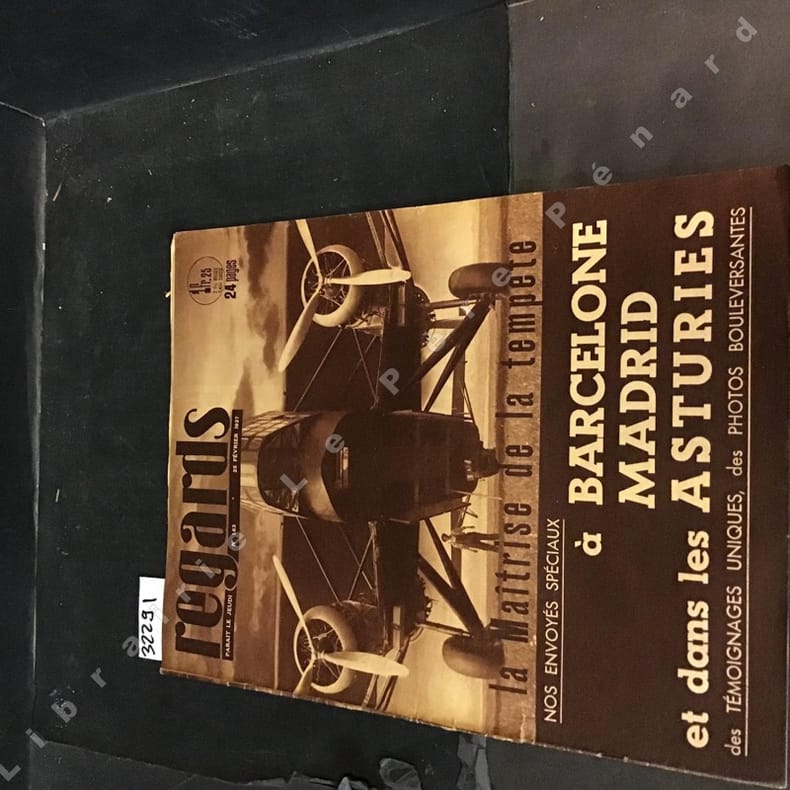 regards
PARAIT LE JEUDI
25 FÉVRIER 1937
1 Fr. 25
24 pages
la Maîtrise de la tempête
NOS ENVOYÉS SPÉCIAUX
à BARCELONE
MADRID
et dans les ASTURIES
des TÉMOIGNAGES UNIQUES, des PHOTOS BOULEVERSANTES
32291
Librairie Le Père Pénard